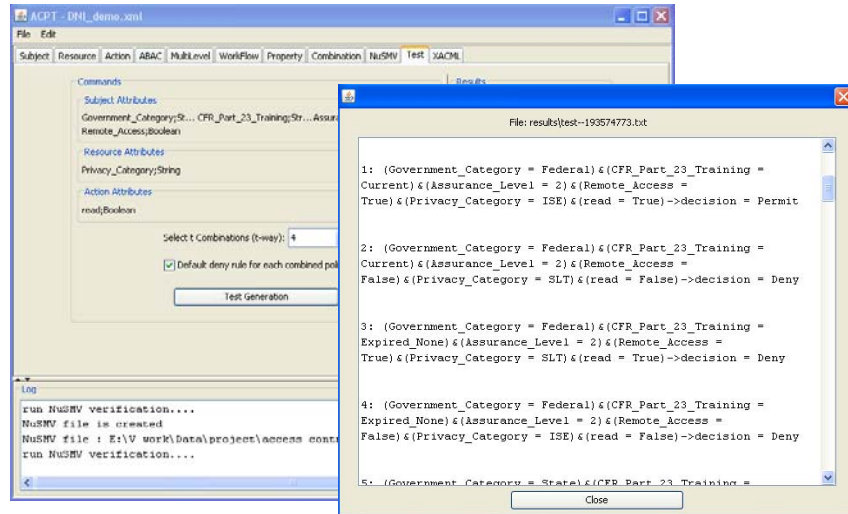 ACPT - DNI_demo.xml
File Edit
Subject Resource Action ABAC MultiLevel WorkFlow Property Combination NuSMV Test XACML
Commands
Results
Subject Attributes
Government_Category;St... CFR_Part_23_Training;Str... Assura
Remote_Access;Boolean
Resource Attributes
Privacy_Category;String
Action Attributes
read;Boolean
Select t Combinations (t-way): 4
Default deny rule for each combined pol
Test Generation
Log
run NuSMV verification....
NuSMV file is created
NuSMV file : E:\V work\Data\project\access contr
run NuSMV verification....
File: results\test--193574773.txt
1: (Government_Category = Federal)&(CFR_Part_23_Training =
Current)&(Assurance_Level = 2)&(Remote_Access =
True)&(Privacy_Category = ISE)&(read = True)->decision = Permit
2: (Government_Category = Federal)&(CFR_Part_23_Training =
Current)&(Assurance_Level = 2)&(Remote_Access =
False)&(Privacy_Category = SLT)&(read = False)->decision = Deny
3: (Government_Category = Federal)&(CFR_Part_23_Training =
Expired_None)&(Assurance_Level = 2)&(Remote_Access =
True)&(Privacy_Category = SLT)&(read = True)->decision = Deny
4: (Government_Category = Federal)&(CFR_Part_23_Training =
Expired_None)&(Assurance_Level = 2)&(Remote_Access =
False)&(Privacy_Category = ISE)&(read = False)->decision = Deny
5: (Government_Category = State)&(CFR_Part_23_Training =
Close